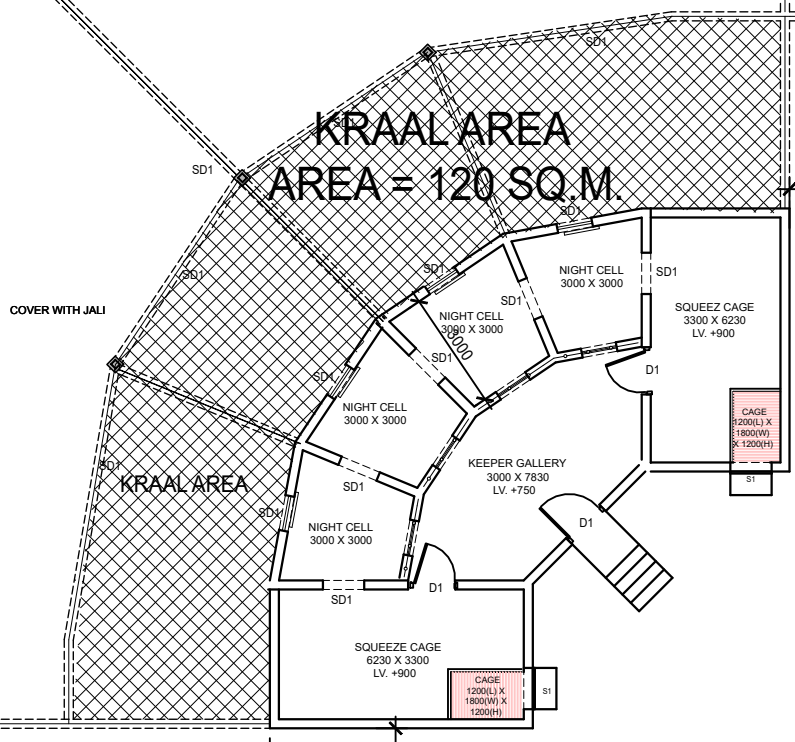 SD1
KRAAL AREA
SD1
SD1
AREA = 120 SQ.M.
SD1
SD1
NIGHT CELL
3000 X 3000
SD1
SD1
SD1
SD1
COVER WITH JALI
NIGHT CELL
3000 X 3000
3000
SQUEEZ CAGE
3300 X 6230
LV. +900
SD1
D1
SD1
NIGHT CELL
3000 X 3000
CAGE
1200(L) X
1800(W)
X 1200(H)
SD1
KRAAL AREA
KEEPER GALLERY
3000 X 7830
LV. +750
SD1
S1
SD1
NIGHT CELL
3000 X 3000
D1
D1
SD1
SQUEEZE CAGE
6230 X 3300
LV. +900
CAGE
1200(L) X
1800(W) X
1200(H)
S1